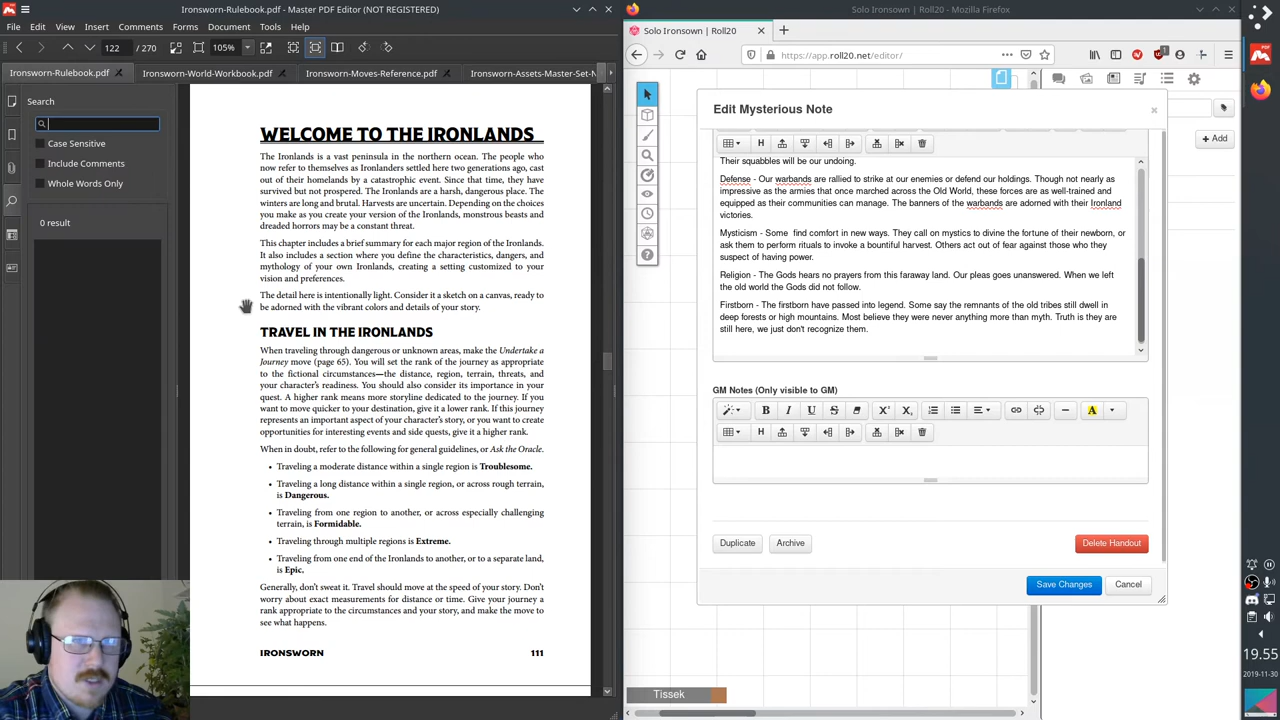 Ironsworn-Rulebook.pdf - Master PDF Editor (NOT REGISTERED)
File Edit View Insert Comments Forms Document Tools Help
122 / 270 105%
Ironsworn-Rulebook.pdf Ironsworn-World-Workbook.pdf Ironsworn-Moves-Reference.pdf Ironsworn-Assets-Master-Set-N
Search
Case Sensitive
Include Comments
Whole Words Only
0 result
WELCOME TO THE IRONLANDS
The Ironlands is a vast peninsula in the northern ocean. The people who
now refer to themselves as Ironlanders settled here two generations ago, cast
out of their homelands by a catastrophic event. Since that time, they have
survived but not prospered. The Ironlands are a harsh, dangerous place. The
winters are long and brutal. Harvests are uncertain. Depending on the choices
you make as you create your version of the Ironlands, monstrous beasts and
dreaded horrors may be a constant threat.
This chapter includes a brief summary for each major region of the Ironlands.
It also includes a section where you define the characteristics, dangers, and
mythology of your own Ironlands, creating a setting customized to your
vision and preferences.
The detail here is intentionally light. Consider it a sketch on a canvas, ready to
be adorned with the vibrant colors and details of your story.
TRAVEL IN THE IRONLANDS
When traveling through dangerous or unknown areas, make the Undertake a
Journey move (page 65). You will set the rank of the journey as appropriate
to the fictional circumstances—the distance, region, terrain, threats, and
your character's readiness. You should also consider its importance in your
quest. A higher rank means more storyline dedicated to the journey. If you
want to move quicker to your destination, give it a lower rank. If this journey
represents an important aspect of your character's story, or you want to create
opportunities for interesting events and side quests, give it a higher rank.
When in doubt, refer to the following for general guidelines, or Ask the Oracle.
• Traveling a moderate distance within a single region is Troublesome.
• Traveling a long distance within a single region, or across rough terrain,
is Dangerous.
• Traveling from one region to another, or across especially challenging
terrain, is Formidable.
• Traveling through multiple regions is Extreme.
• Traveling from one end of the Ironlands to another, or to a separate land,
is Epic.
Generally, don't sweat it. Travel should move at the speed of your story. Don't
worry about exact measurements for distance or time. Give your journey a
rank appropriate to the circumstances and your story, and make the move to
see what happens.
IRONSWORN 111
Solo Ironsown | Roll20 - Mozilla Firefox
Solo Ironsown | Roll20
https://app.roll20.net/editor/
1
Edit Mysterious Note
×
+ Add
H
Their squabbles will be our undoing.
Defense - Our warbands are rallied to strike at our enemies or defend our holdings. Though not nearly as
impressive as the armies that once marched across the Old World, these forces are as well-trained and
equipped as their communities can manage. The banners of the warbands are adorned with their Ironland
victories.
Mysticism - Some find comfort in new ways. They call on mystics to divine the fortune of their newborn, or
ask them to perform rituals to invoke a bountiful harvest. Others act out of fear against those who they
suspect of having power.
Religion - The Gods hears no prayers from this faraway land. Our pleas goes unanswered. When we left
the old world the Gods did not follow.
Firstborn - The firstborn have passed into legend. Some say the remnants of the old tribes still dwell in
deep forests or high mountains. Most believe they were never anything more than myth. Truth is they are
still here, we just don't recognize them.
GM Notes (Only visible to GM)
B I U S X² X₁ A
H
Duplicate Archive Delete Handout
Save Changes Cancel
Tissek
19.55
2019-11-30